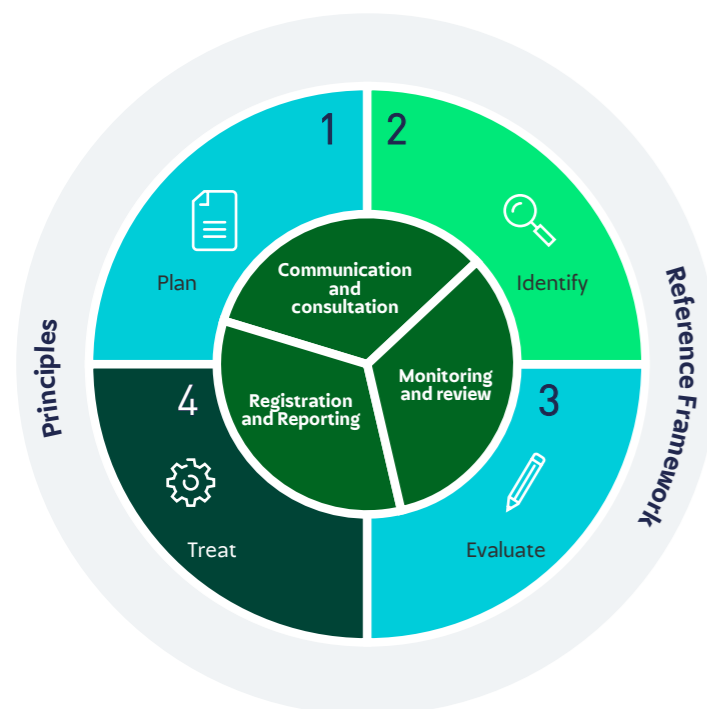 1
Plan
2
Identify
3
Evaluate
4
Treat
Communication
and
consultation
Monitoring
and review
Registration
and Reporting
Principles
Reference Framework